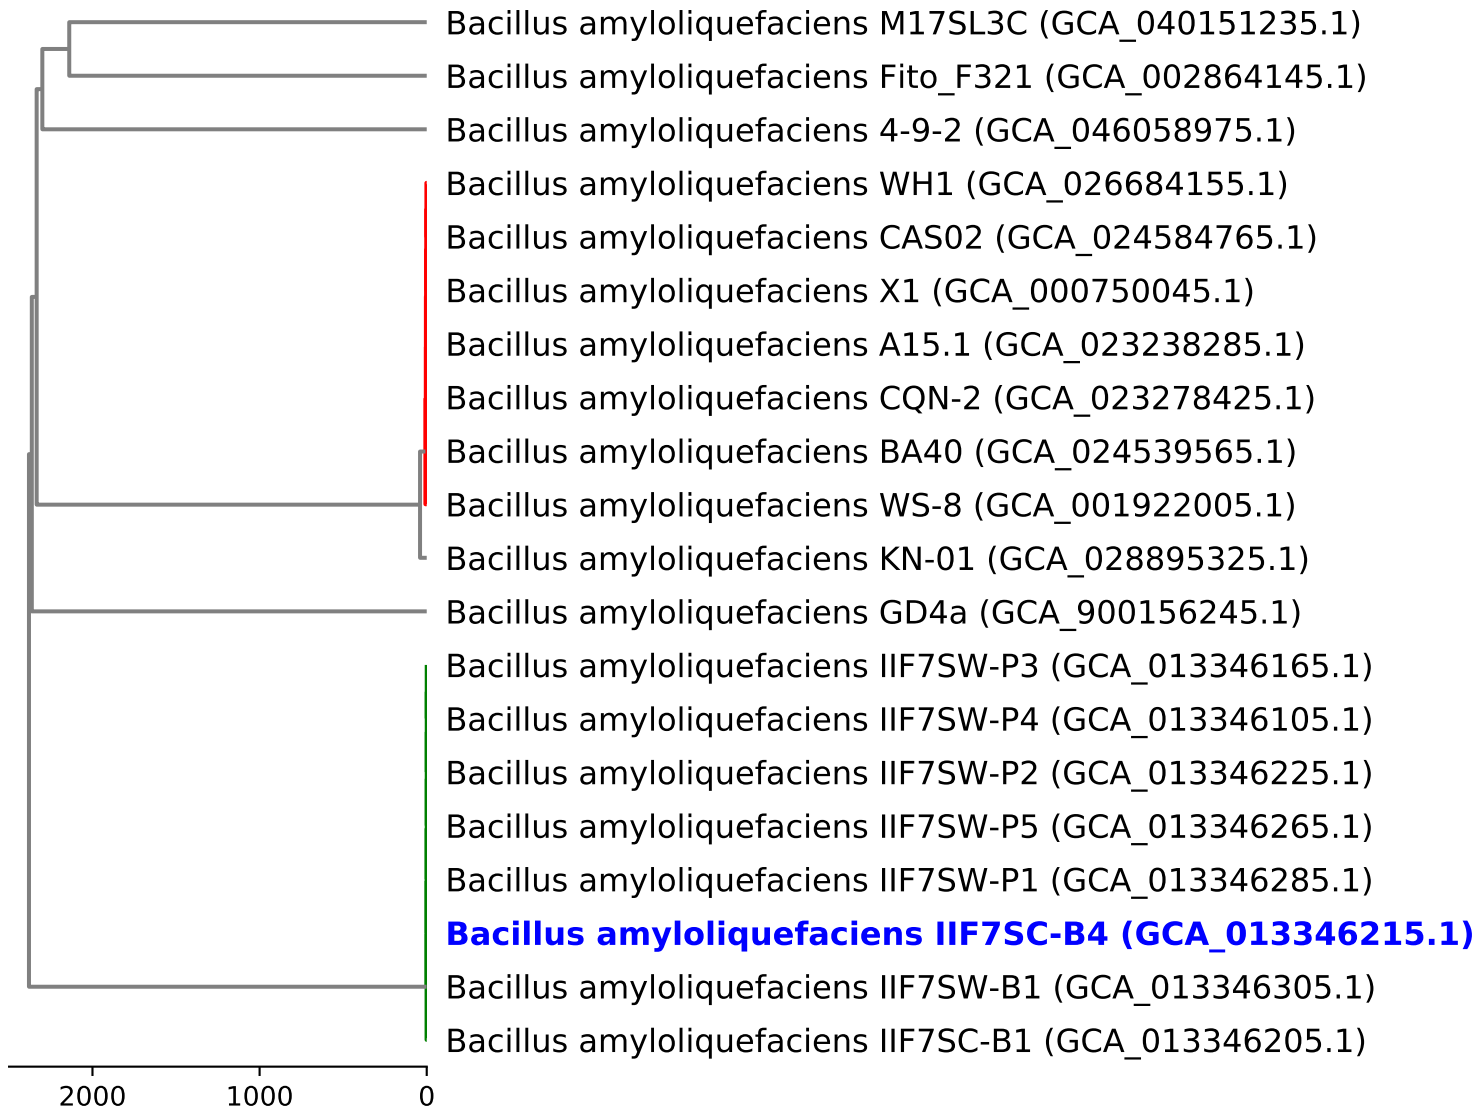 Bacillus amyloliquefaciens M17SL3C (GCA_040151235.1)
Bacillus amyloliquefaciens Fito_F321 (GCA_002864145.1)
Bacillus amyloliquefaciens 4-9-2 (GCA_046058975.1)
Bacillus amyloliquefaciens WH1 (GCA_026684155.1)
Bacillus amyloliquefaciens CAS02 (GCA_024584765.1)
Bacillus amyloliquefaciens X1 (GCA_000750045.1)
Bacillus amyloliquefaciens A15.1 (GCA_023238285.1)
Bacillus amyloliquefaciens CQN-2 (GCA_023278425.1)
Bacillus amyloliquefaciens BA40 (GCA_024539565.1)
Bacillus amyloliquefaciens WS-8 (GCA_001922005.1)
Bacillus amyloliquefaciens KN-01 (GCA_028895325.1)
Bacillus amyloliquefaciens GD4a (GCA_900156245.1)
Bacillus amyloliquefaciens IIF7SW-P3 (GCA_013346165.1)
Bacillus amyloliquefaciens IIF7SW-P4 (GCA_013346105.1)
Bacillus amyloliquefaciens IIF7SW-P2 (GCA_013346225.1)
Bacillus amyloliquefaciens IIF7SW-P5 (GCA_013346265.1)
Bacillus amyloliquefaciens IIF7SW-P1 (GCA_013346285.1)
Bacillus amyloliquefaciens IIF7SC-B4 (GCA_013346215.1)
Bacillus amyloliquefaciens IIF7SW-B1 (GCA_013346305.1)
Bacillus amyloliquefaciens IIF7SC-B1 (GCA_013346205.1)
2000 1000 0